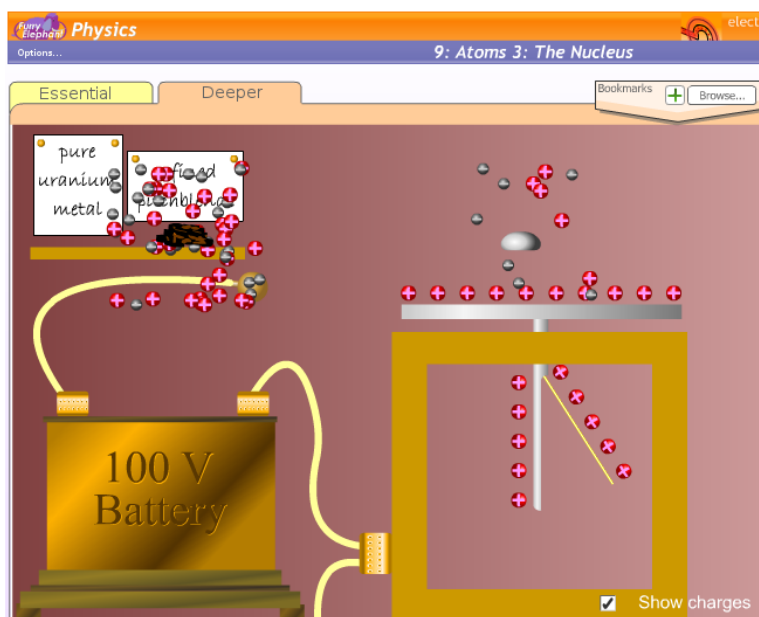 Furry
Elephant
Physics
elect
Options...
9: Atoms 3: The Nucleus
Essential
Deeper
Bookmarks
Browse...
pure
uranium
metal
100 V
Battery
Show charges